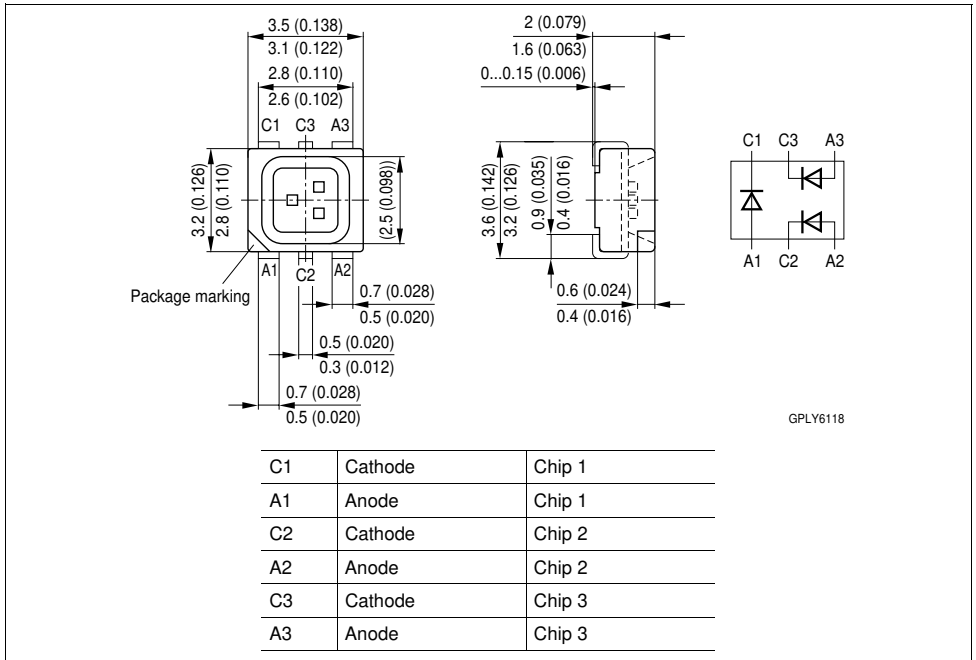 3.5 (0.138)
3.1 (0.122)
2.8 (0.110)
2.6 (0.102)
C1 C3 A3
3.2 (0.126)
2.8 (0.110)
(2.5 (0.098))
A1 C2 A2
Package marking
0.7 (0.028)
0.5 (0.020)
0.5 (0.020)
0.3 (0.012)
0.7 (0.028)
0.5 (0.020)
2 (0.079)
1.6 (0.063)
0...0.15 (0.006)
3.6 (0.142)
3.2 (0.126)
0.9 (0.035)
0.4 (0.016)
0.6 (0.024)
0.4 (0.016)
C1 C3 A3
A1 C2 A2
GPLY6118
C1 Cathode Chip 1
A1 Anode Chip 1
C2 Cathode Chip 2
A2 Anode Chip 2
C3 Cathode Chip 3
A3 Anode Chip 3